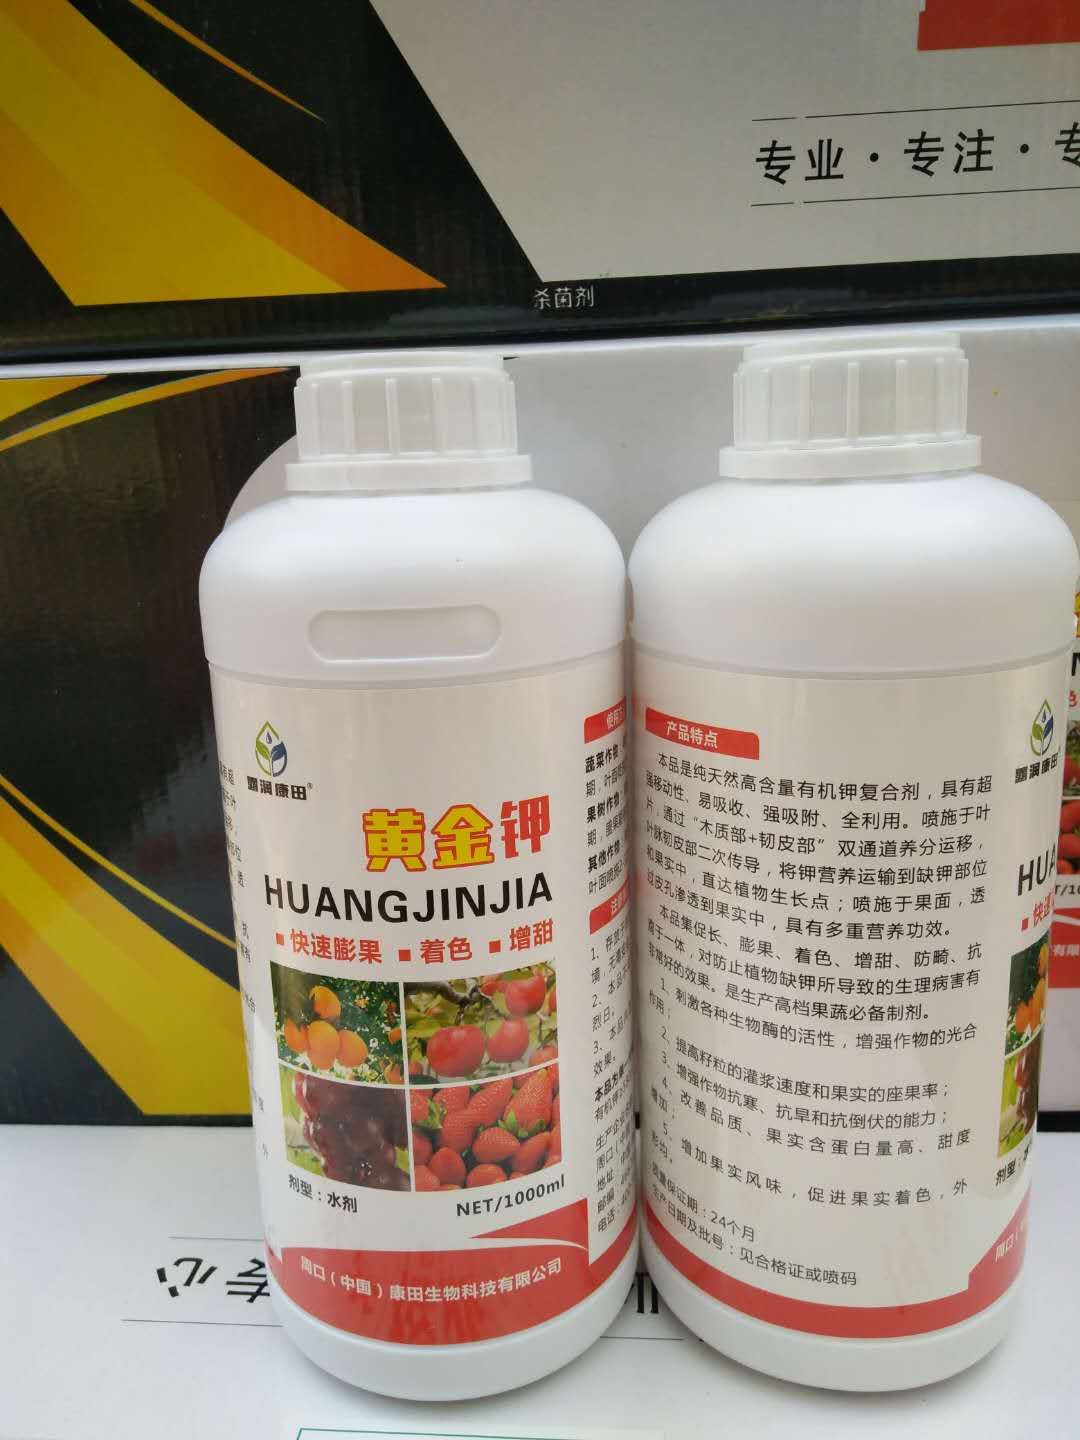 专业·专注·专
杀菌剂
露润康田®
黄金钾
HUANGJINJIA
▪快速膨果 ▪着色 ▪增甜
剂型：水剂
NET/1000ml
周口（中国）康田生物科技有限公司
蔬菜作物
果树作物
其他作物
产品特点
本品是纯天然高含量有机钾复合剂，具有超
强移动性、易吸收、强吸附、全利用。喷施于叶
片，通过“木质部+韧皮部”双通道养分运移，
叶脉韧皮部二次传导，将钾营养运输到缺钾部位
和果实中，直达植物生长点；喷施于果面，透
过皮孔渗透到果实中，具有多重营养功效。
本品集促长、膨果、着色、增甜、防畸、抗
腐于一体，对防止植物缺钾所导致的生理病害有
非常好的效果。是生产高档果蔬必备制剂。
1、刺激各种生物酶的活性，增强作物的光合
作用；
2、提高籽粒的灌浆速度和果实的座果率；
3、增强作物抗寒、抗旱和抗倒伏的能力；
4、改善品质、果实含蛋白量高、甜度
增加；
5、增加果实风味，促进果实着色，外
形均。
质量保证期：24个月
生产日期及批号：见合格证或喷码
露润康田®
HUA
专心